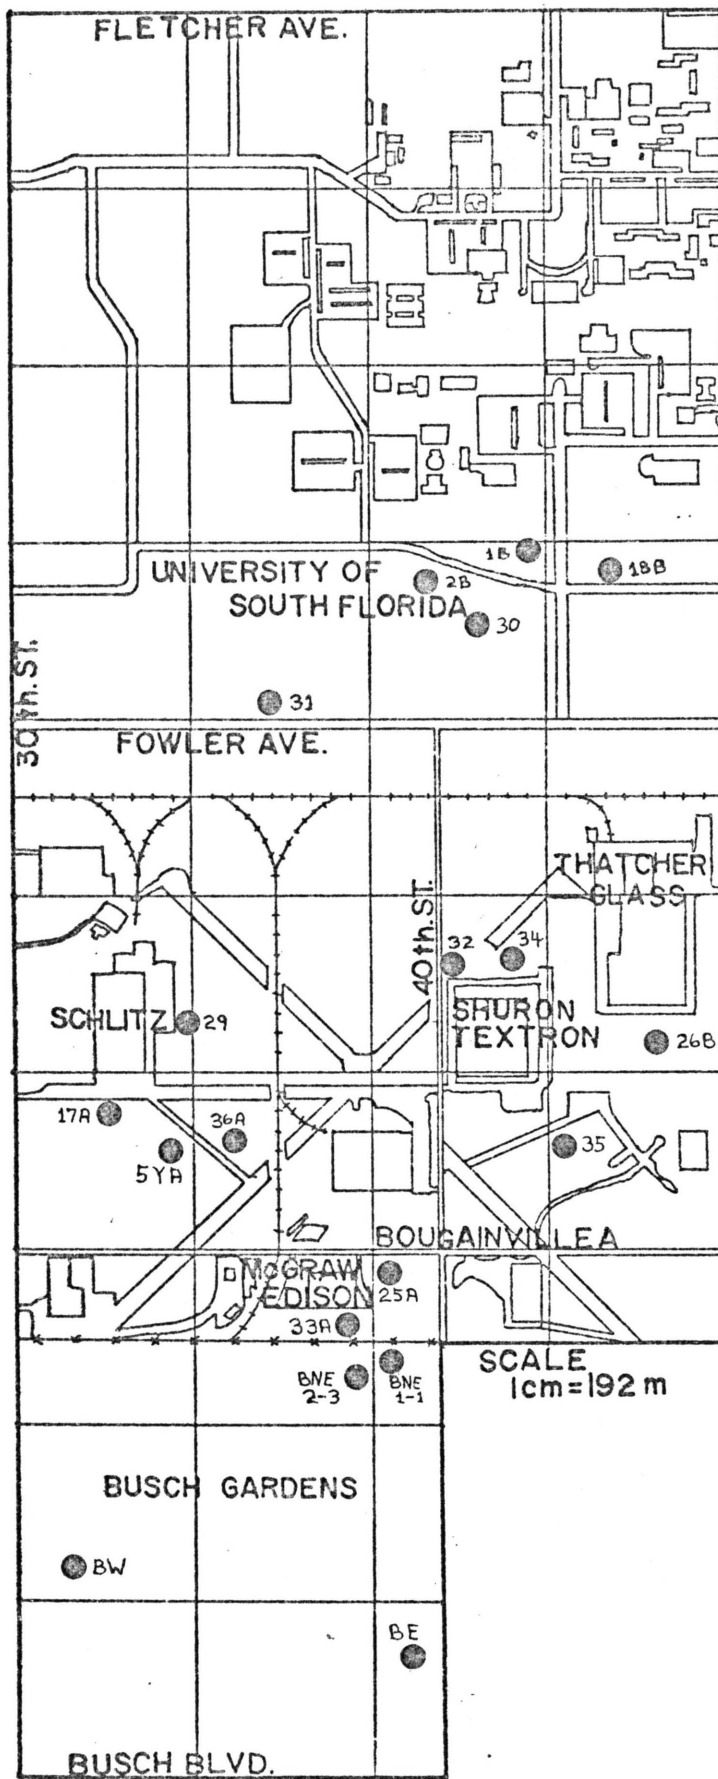 FLETCHER AVE.
1B
18B
UNIVERSITY OF
2B
SOUTH FLORIDA
30
30th. ST.
31
FOWLER AVE.
THATCHER
GLASS
40th. ST.
32
34
SCHLITZ
29
SHURON
TEXTRON
26B
17A
36A
5YA
35
BOUGAINVILLEA
McGRAW
EDISON
25A
33A
SCALE
1cm=192 m
BNE
2-3
BNE
1-1
BUSCH GARDENS
BW
BE
BUSCH BLVD.